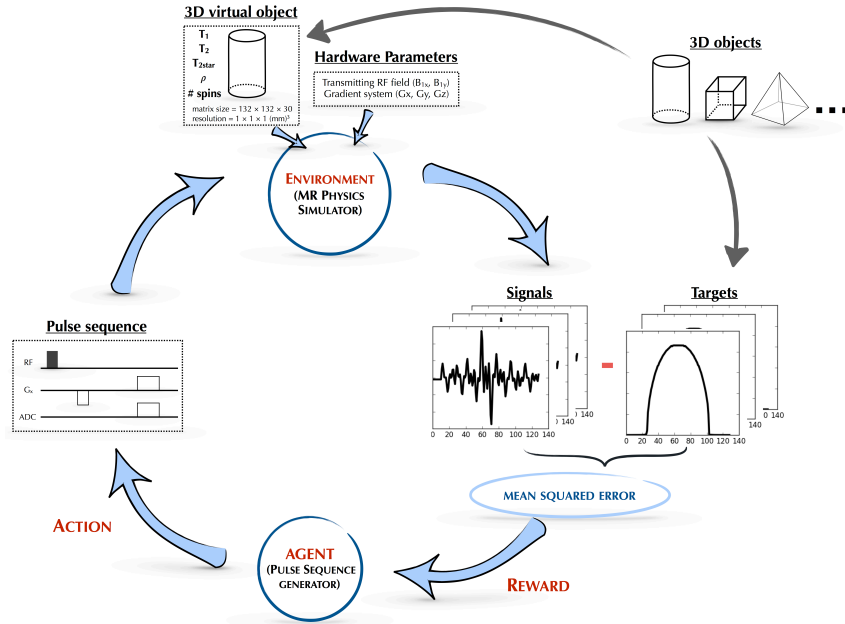 3D virtual object
T1
T2
T2star
ρ
# spins
matrix size = 132 × 132 × 30
resolution = 1 × 1 × 1 (mm)³
Hardware Parameters
Transmitting RF field (B1x, B1y)
Gradient system (Gx, Gy, Gz)
3D objects
...
ENVIRONMENT
(MR PHYSICS
SIMULATOR)
Signals
0 20 40 60 80 100 120 140
0 140
0 140
-
Targets
0 20 40 60 80 100 120 140
140
0 140
Pulse sequence
RF
Gx
ADC
MEAN SQUARED ERROR
ACTION
AGENT
(PULSE SEQUENCE
GENERATOR)
REWARD